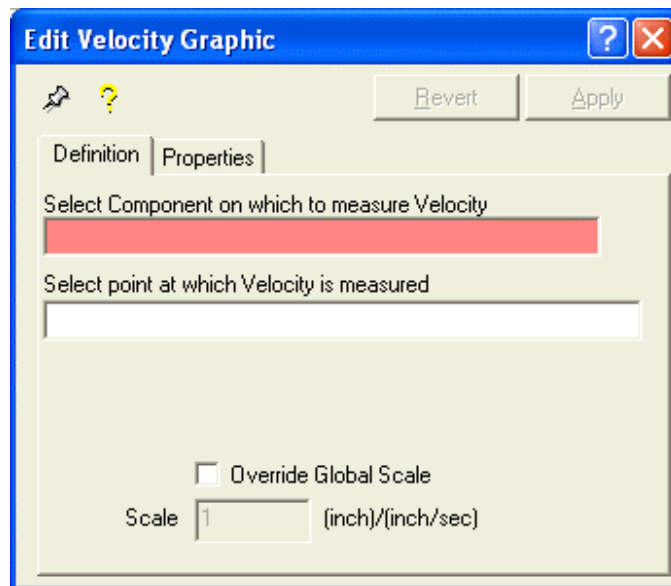 Edit Velocity Graphic
Revert Apply
Definition Properties
Select Component on which to measure Velocity
Select point at which Velocity is measured
Override Global Scale
Scale 1 (inch)/(inch/sec)